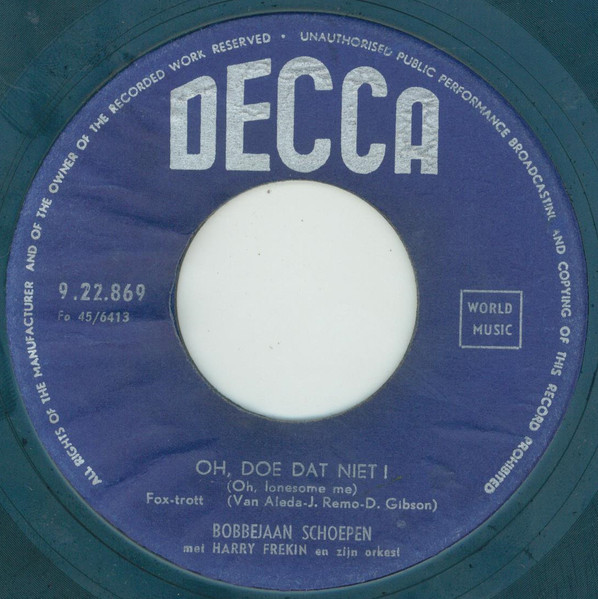 ALL RIGHTS OF THE MANUFACTURER AND OF THE OWNER OF THE RECORDED WORK RESERVED • UNAUTHORISED PUBLIC PERFORMANCE BROADCASTING AND COPYING OF THIS RECORD PROHIBITED
DECCA
9.22.869
Fo 45/6413
WORLD
MUSIC
OH, DOE DAT NIET !
(Oh, lonesome me)
Fox-trott (Van Aleda-J. Remo-D. Gibson)
BOBBEJAAN SCHOEPEN
met HARRY FREKIN en zijn orkest